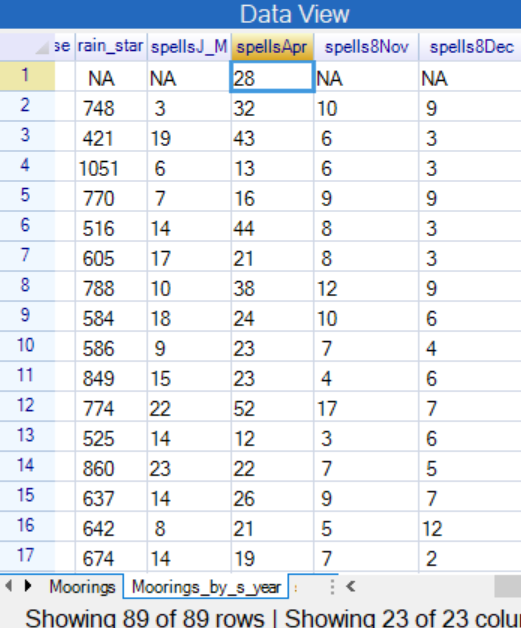 Data View
se rain_star spellsJ_M spellsApr spells8Nov spells8Dec
1 NA NA 28 NA NA
2 748 3 32 10 9
3 421 19 43 6 3
4 1051 6 13 6 3
5 770 7 16 9 9
6 516 14 44 8 3
7 605 17 21 8 3
8 788 10 38 12 9
9 584 18 24 10 6
10 586 9 23 7 4
11 849 15 23 4 6
12 774 22 52 17 7
13 525 14 12 3 6
14 860 23 22 7 5
15 637 14 26 9 7
16 642 8 21 5 12
17 674 14 19 7 2
Moorings Moorings_by_s_year
Showing 89 of 89 rows | Showing 23 of 23 colu